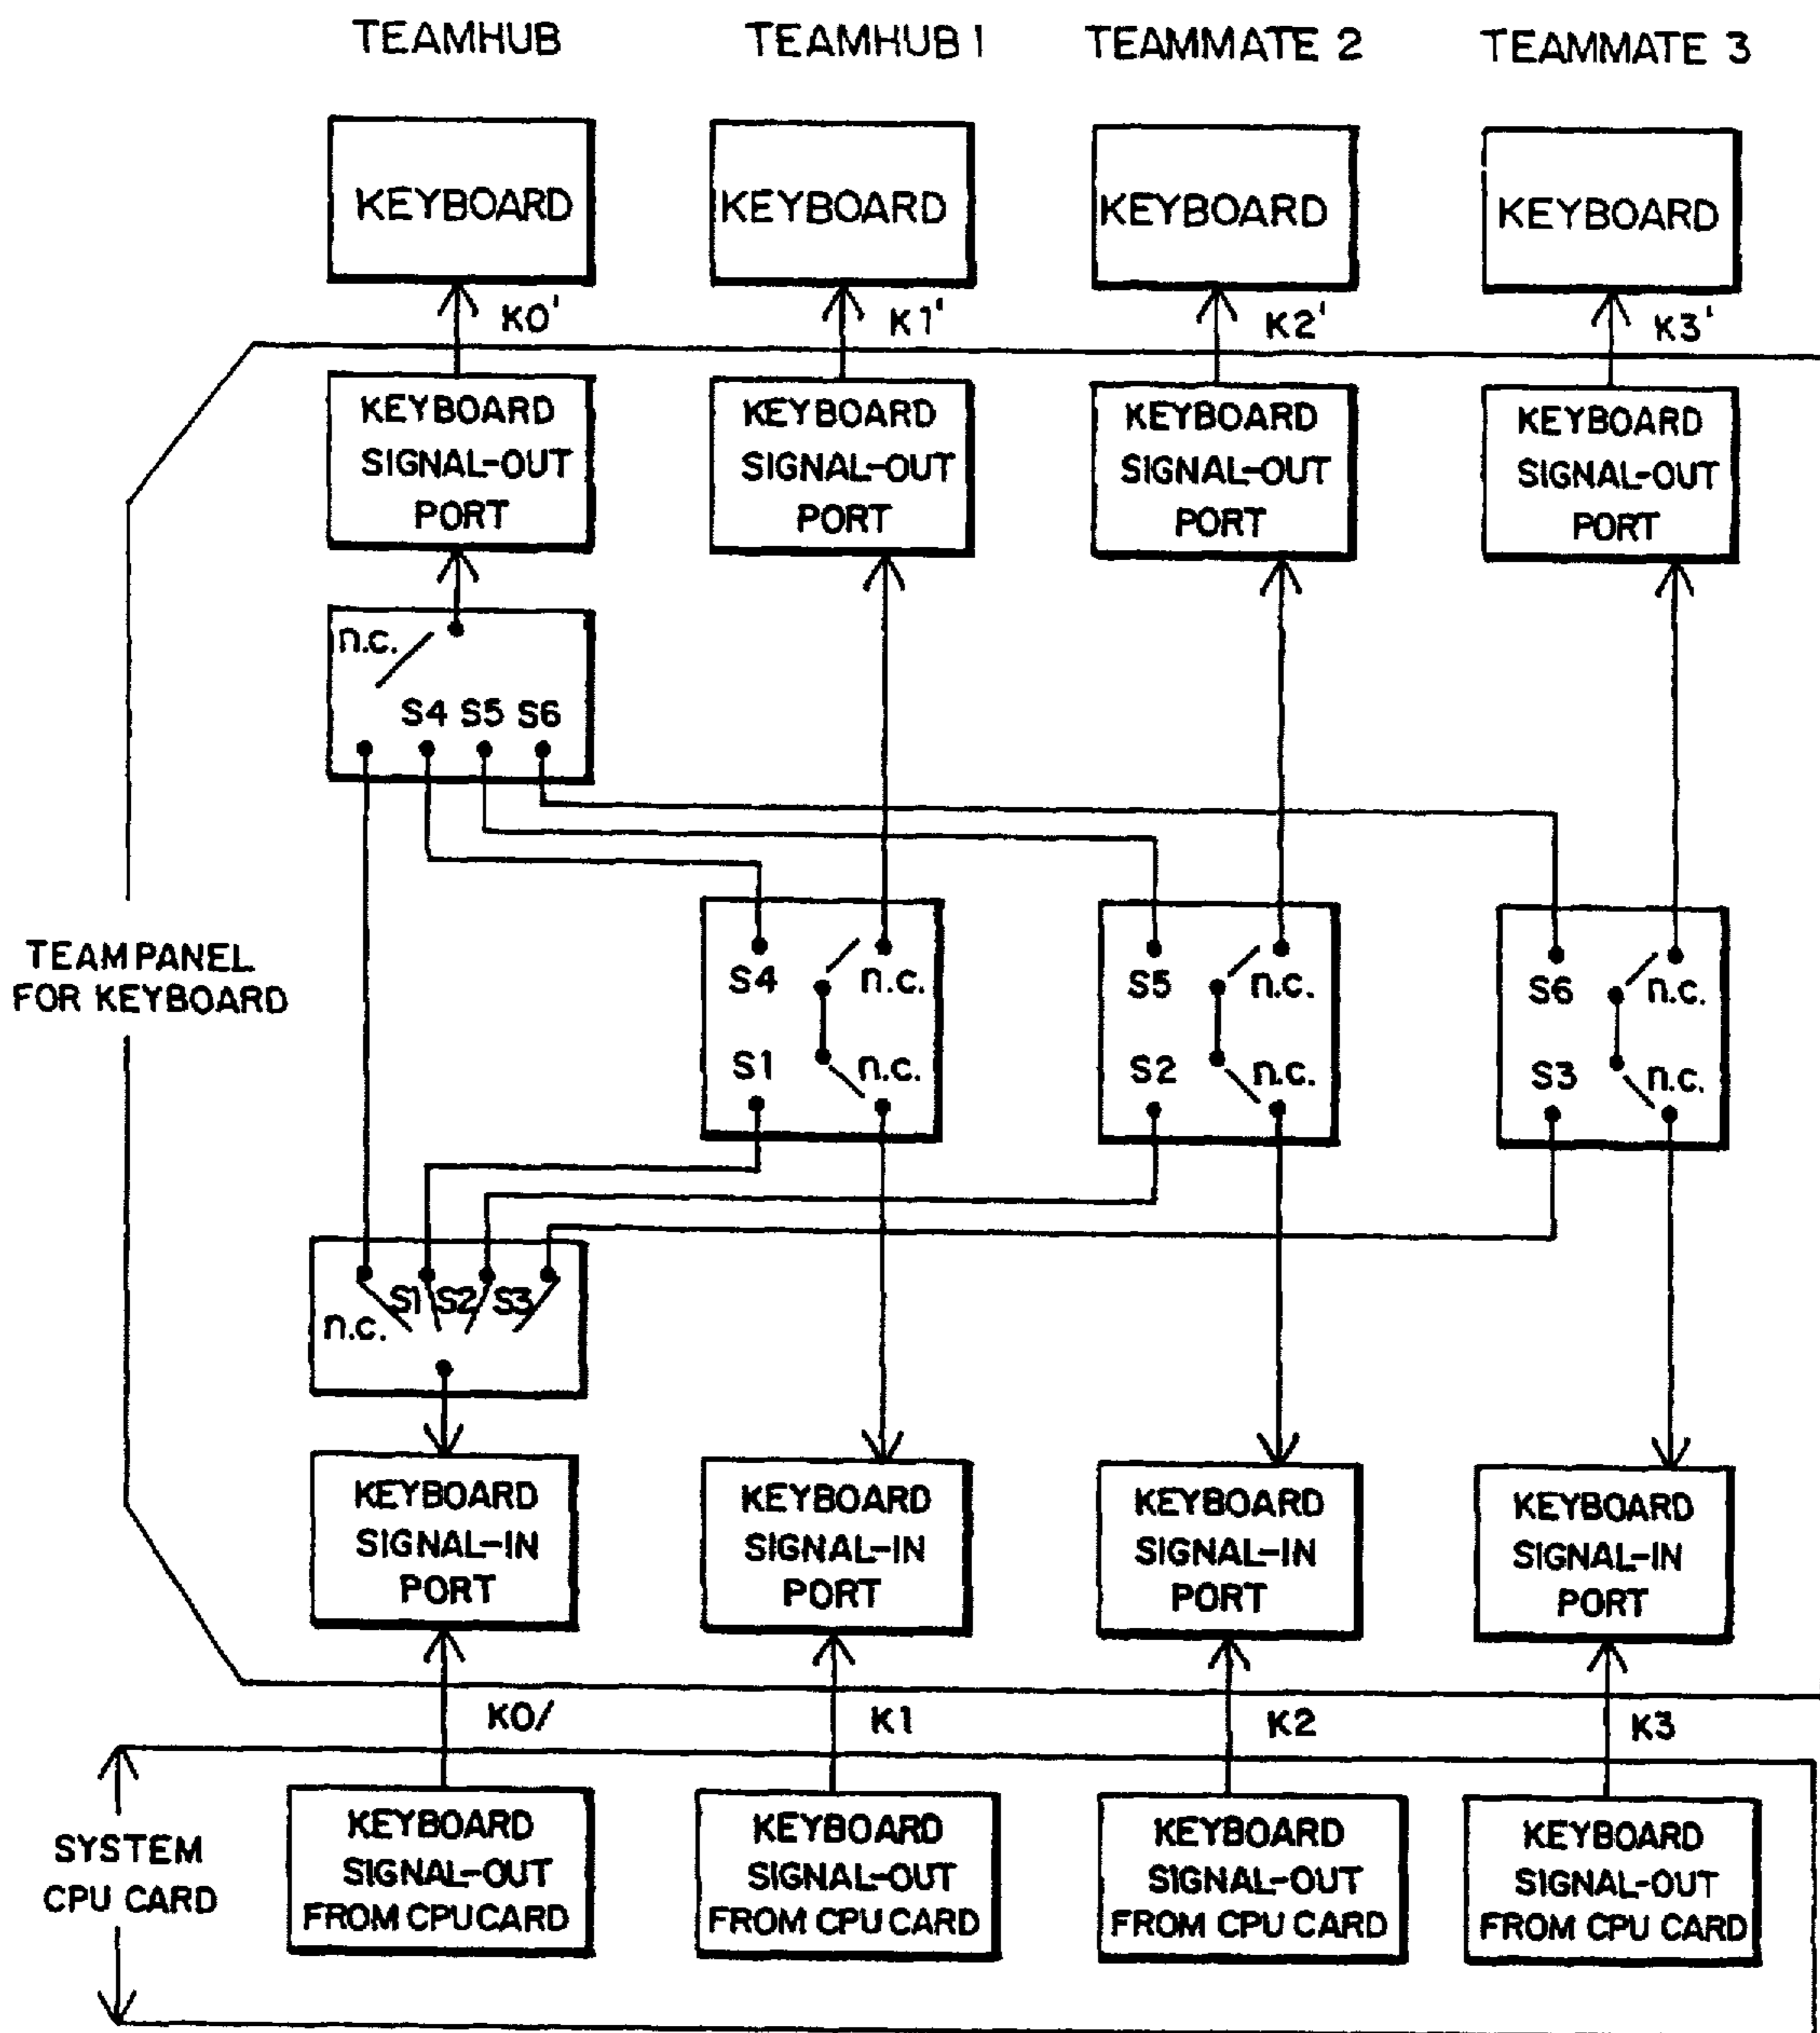 TEAMHUB
TEAMHUB 1
TEAMMATE 2
TEAMMATE 3
KEYBOARD
KEYBOARD
KEYBOARD
KEYBOARD
K0'
K1'
K2'
K3'
KEYBOARD
SIGNAL-OUT
PORT
KEYBOARD
SIGNAL-OUT
PORT
KEYBOARD
SIGNAL-OUT
PORT
KEYBOARD
SIGNAL-OUT
PORT
n.c.
S4 S5 S6
TEAM PANEL
FOR KEYBOARD
S4
n.c.
S1
n.c.
S5
n.c.
S2
n.c.
S6
n.c.
S3
n.c.
S1 S2 S3
n.c.
KEYBOARD
SIGNAL-IN
PORT
KEYBOARD
SIGNAL-IN
PORT
KEYBOARD
SIGNAL-IN
PORT
KEYBOARD
SIGNAL-IN
PORT
K0/
K1
K2
K3
SYSTEM
CPU CARD
KEYBOARD
SIGNAL-OUT
FROM CPU CARD
KEYBOARD
SIGNAL-OUT
FROM CPU CARD
KEYBOARD
SIGNAL-OUT
FROM CPU CARD
KEYBOARD
SIGNAL-OUT
FROM CPU CARD